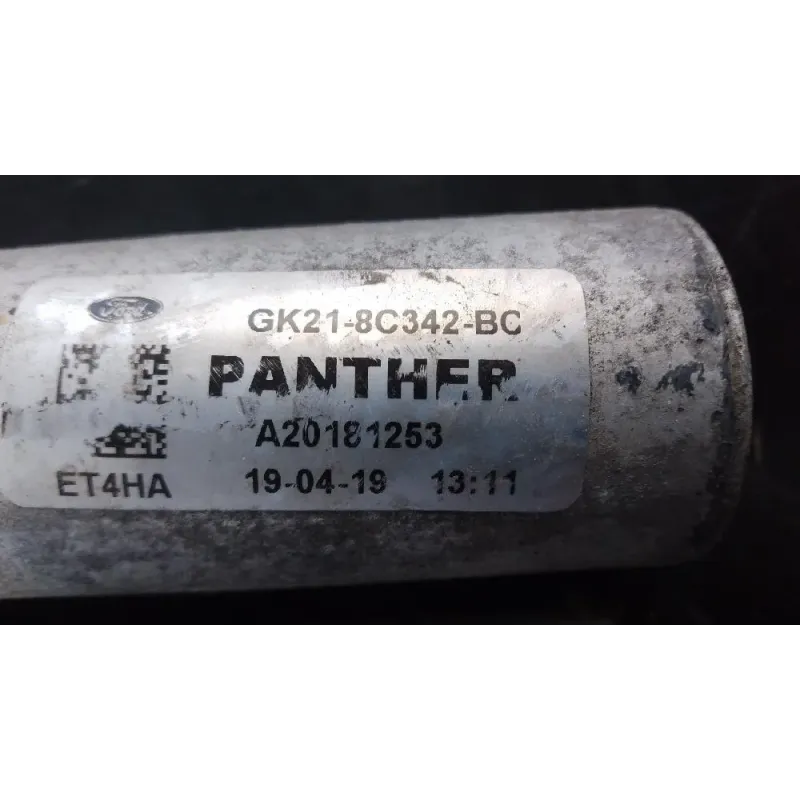 GK21-8C342-BC
PANTHER
A20181253
ET4HA 19-04-19 13:11